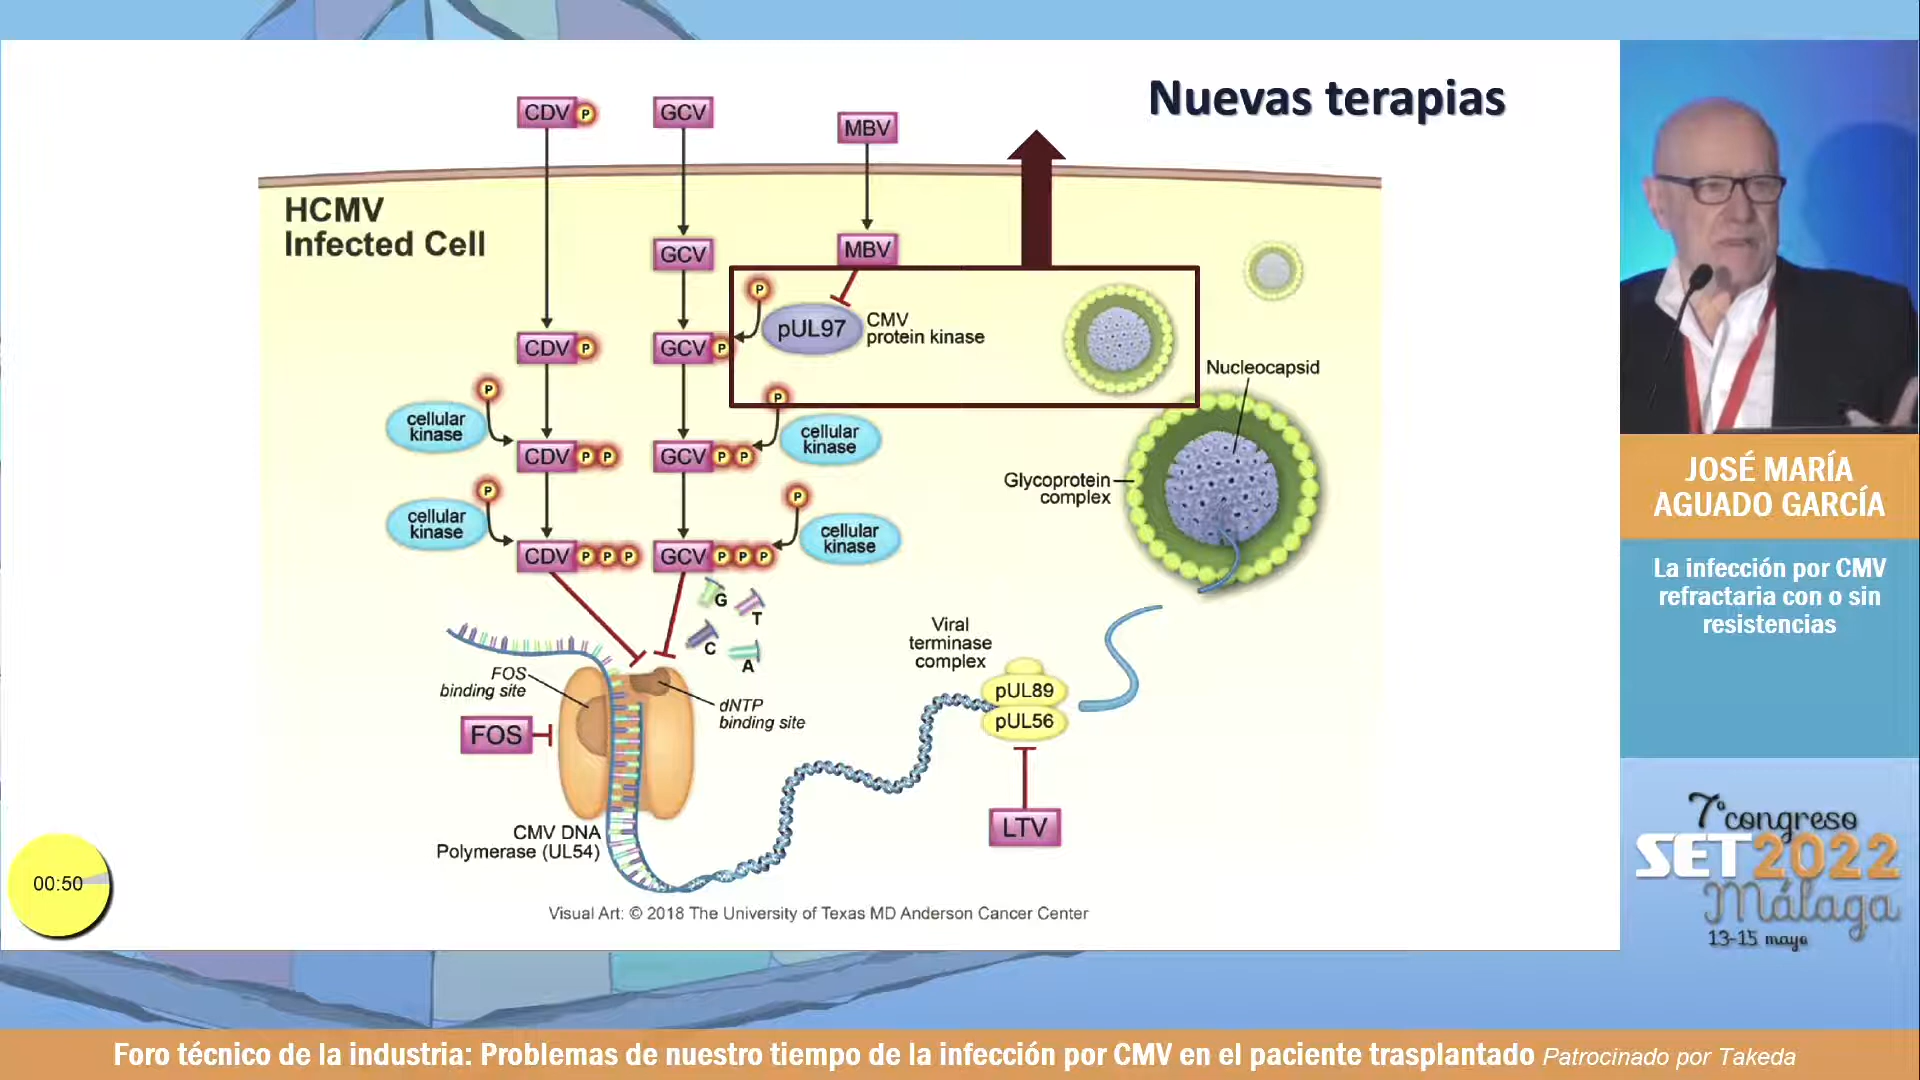 Nuevas terapias
CDV P
GCV
MBV
HCMV
Infected Cell
GCV
MBV
P
pUL97
CMV
protein kinase
CDV P
GCV P
Nucleocapsid
P
P
cellular
kinase
CDV P P
GCV P P
cellular
kinase
Glycoprotein
complex
P
P
cellular
kinase
CDV P P P
GCV P P P
cellular
kinase
G
T
C
A
Viral
terminase
complex
FOS
binding site
dNTP
binding site
pUL89
pUL56
FOS
LTV
CMV DNA
Polymerase (UL54)
00:50
Visual Art: © 2018 The University of Texas MD Anderson Cancer Center
JOSÉ MARÍA
AGUADO GARCÍA
La infección por CMV
refractaria con o sin
resistencias
7º congreso
SET2022
Málaga
13-15 mayo
Foro técnico de la industria: Problemas de nuestro tiempo de la infección por CMV en el paciente trasplantado Patrocinado por Takeda